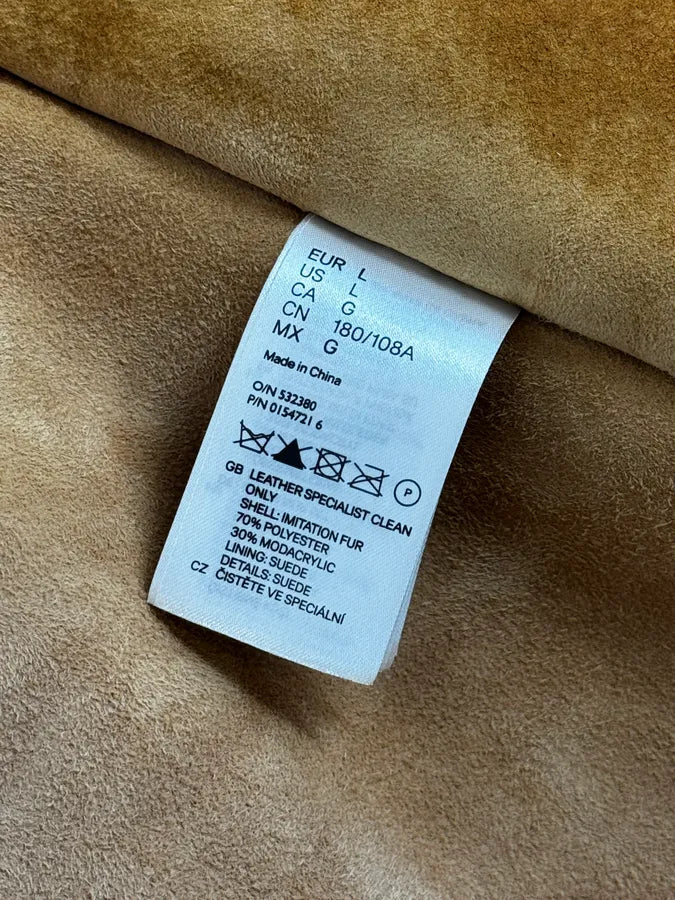 EUR L
US L
CA G
CN 180/108A
MX G
Made in China
O/N 532380
P/N 0154721 6
P
GB LEATHER SPECIALIST CLEAN
ONLY
SHELL: IMITATION FUR
70% POLYESTER
30% MODACRYLIC
LINING: SUEDE
DETAILS: SUEDE
CZ ČISTĚTE VE SPECIÁLNÍ